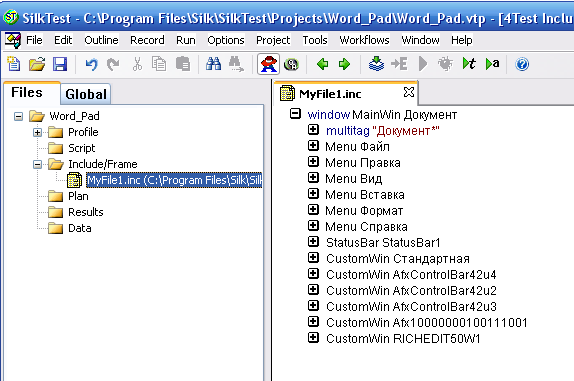 SilkTest - C:\Program Files\Silk\SilkTest\Projects\Word_Pad\Word_Pad.vtp - [4Test Inclu
File Edit Outline Record Run Options Project Tools Workflows Window Help
Files Global
Word_Pad
Profile
Script
Include/Frame
MyFile1.inc (C:\Program Files\Silk\Sil
Plan
Results
Data
MyFile1.inc
window MainWin Документ
multitag "Документ*"
Menu Файл
Menu Правка
Menu Вид
Menu Вставка
Menu Формат
Menu Справка
StatusBar StatusBar1
CustomWin Стандартная
CustomWin AfxControlBar42u4
CustomWin AfxControlBar42u2
CustomWin AfxControlBar42u3
CustomWin Afx10000000100111001
CustomWin RICHEDIT50W1